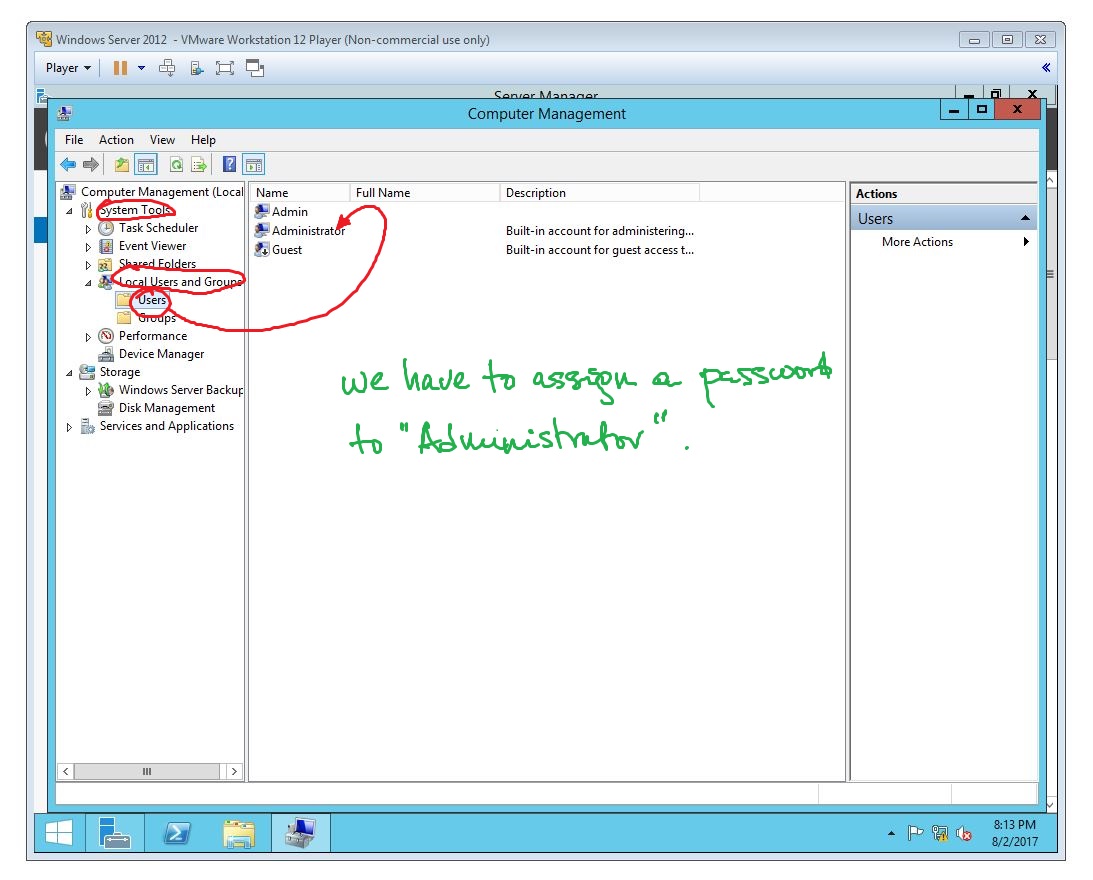 Windows Server 2012 - VMware Workstation 12 Player (Non-commercial use only)
Player
Server Manager
Computer Management
File Action View Help
Computer Management (Local
System Tools
Task Scheduler
Event Viewer
Shared Folders
Local Users and Groups
Users
Groups
Performance
Device Manager
Storage
Windows Server Backup
Disk Management
Services and Applications
Name Full Name Description
Admin
Administrator Built-in account for administering...
Guest Built-in account for guest access t...
we have to assign a password
to "Administrator".
Actions
Users
More Actions
8:13 PM
8/2/2017